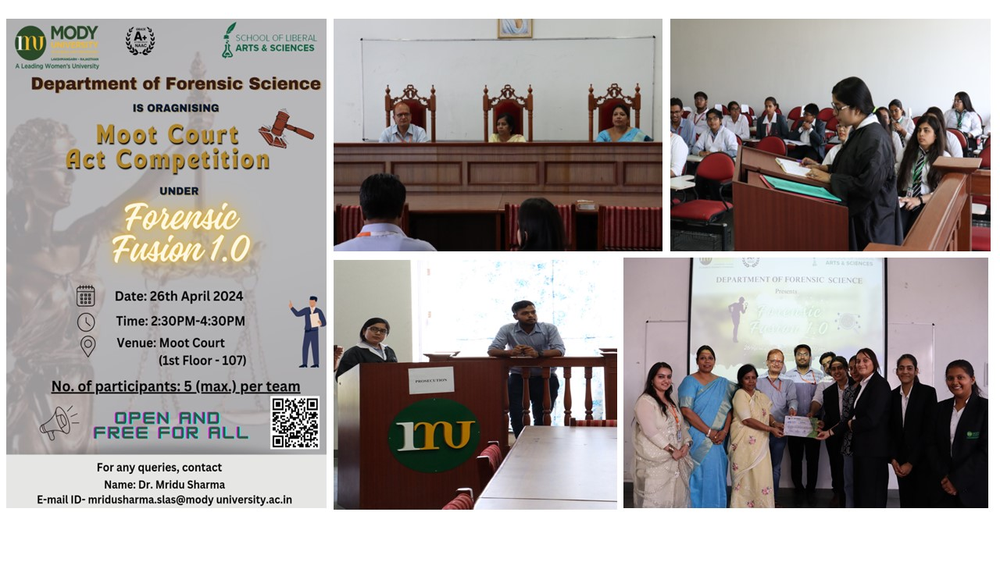 MODY
UNIVERSITY
LAKSHMANGARH • RAJASTHAN
A Leading Women's University
GRADE
A+
NAAC
SCHOOL OF LIBERAL
ARTS & SCIENCES
Department of Forensic Science
IS ORAGNISING
Moot Court
Act Competition
UNDER
Forensic
Fusion 1.0
Date: 26th April 2024
Time: 2:30PM-4:30PM
Venue: Moot Court
(1st Floor - 107)
No. of participants: 5 (max.) per team
OPEN AND
FREE FOR ALL
For any queries, contact
Name: Dr. Mridu Sharma
E-mail ID- mridusharma.slas@mody university.ac.in
PROSECUTION
mu
ARTS & SCIENCES
DEPARTMENT OF FORENSIC SCIENCE
Presents
Forensic
Fusion 1.0